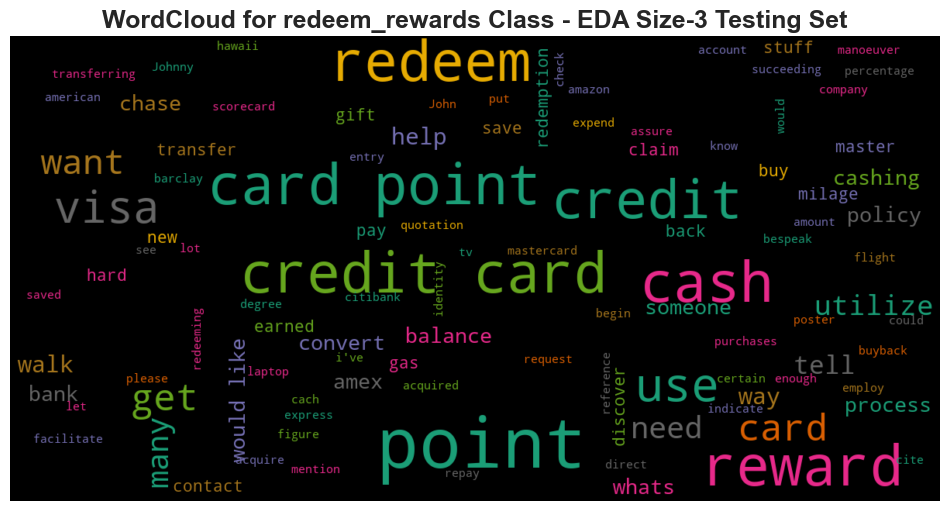 WordCloud for redeem_rewards Class - EDA Size-3 Testing Set
hawaii
redeem
account
stuff
manoeuver
transferring
Johnny
check
succeeding
percentage
american
chase
scorecard
John
put
redemption
amazon
company
gift
save
expend
would
help
assure
want
transfer
entry
claim
know
master
barclay
card point
credit
buy
cashing
milage
visa
new
pay
quotation
back
amount
policy
see
lot
tv
mastercard
bespeak
hard
credit card
cash
flight
saved
degree
citibank
identity
someone
utilize
redeeming
earned
begin
poster
could
convert
balance
purchases
walk
would like
i've
gas
request
tell
buyback
bank
please
laptop
amex
acquired
reference
use
certain
enough
employ
let
get
cach
discover
way
process
express
indicate
facilitate
many
figure
point
need
card
acquire
mention
repay
direct
reward
cite
contact
whats